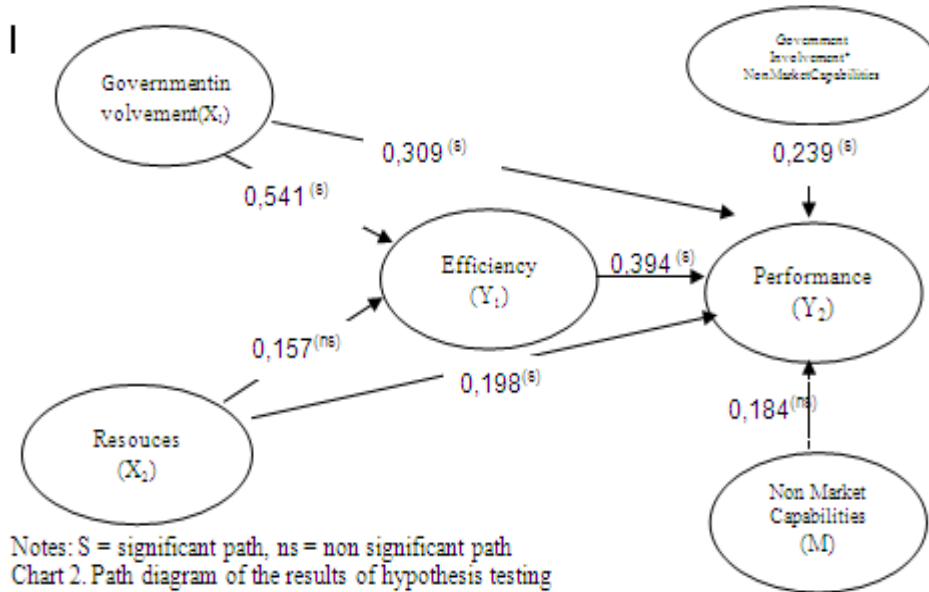 I
Government
Involvement*
NonMarketCapabilities
Governmentin
volvement(X₁)
0,309 (s)
0,239 (s)
0,541 (s)
Efficiency
(Y₁)
0,394 (s)
Performance
(Y₂)
0,157(ns)
0,198(s)
0,184(ns)
Resouces
(X₂)
Non Market
Capabilities
(M)
Notes: S = significant path, ns = non significant path
Chart 2. Path diagram of the results of hypothesis testing